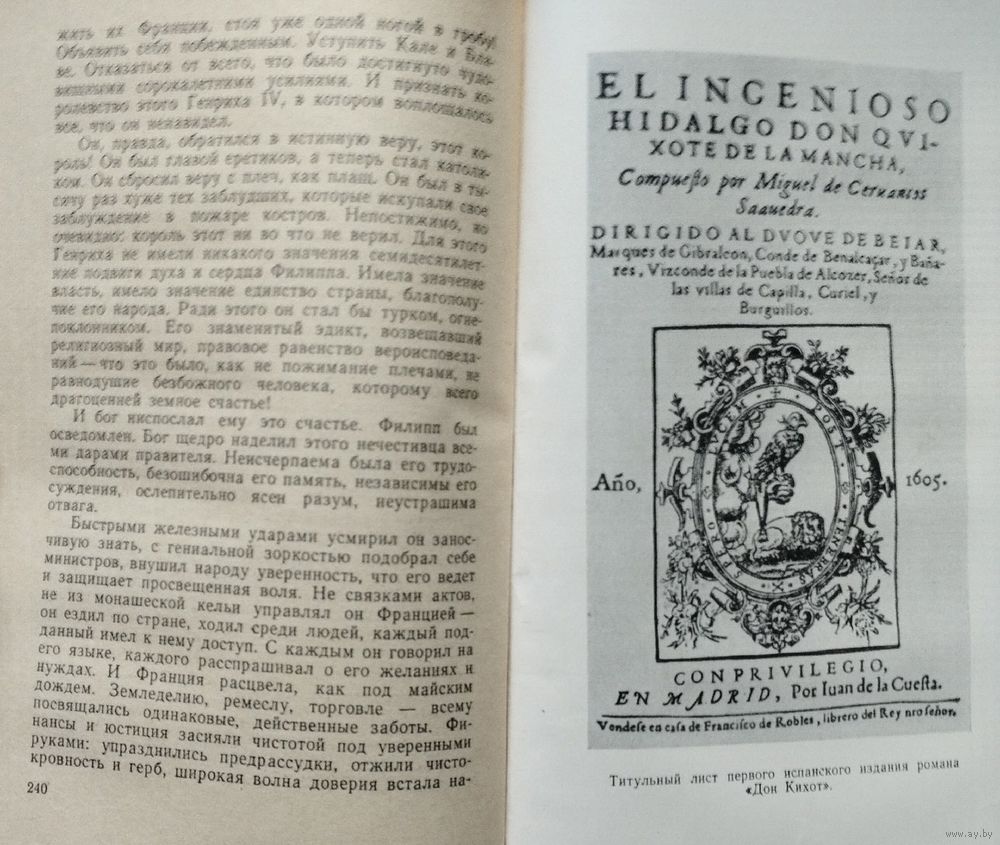 жить их Франции, стоя уже одной ногой в гробу!
Объявить себя побежденным. Уступить Кале и Бла-
ве. Отказаться от всего, что было достигнуто чудо-
вищными сорокалетними усилиями. И признать ко-
ролевство этого Генриха IV, в котором воплощалось
все, что он ненавидел.
Он, правда, обратился в истинную веру, этот ко-
роль! Он был главой еретиков, а теперь стал католи-
ком. Он сбросил веру с плеч, как плащ. Он был в ты-
сячу раз хуже тех заблудших, которые искупали свое
заблуждение в пожаре костров. Непостижимо, но
очевидно: король этот ни во что не верил. Для этого
Генриха не имели никакого значения семидесятилет-
ние подвиги духа и сердца Филиппа. Имела значение
власть, имело значение единство страны, благополу-
чие его народа. Ради этого он стал бы турком, огне-
поклонником. Его знаменитый эдикт, возвещавший
религиозный мир, правовое равенство вероисповеда-
ний — что это было, как не пожимание плечами, не
равнодушие безбожного человека, которому всего
драгоценней земное счастье!
И бог ниспослал ему это счастье. Филипп был
осведомлен. Бог щедро наделил этого нечестивца все-
ми дарами правителя. Неисчерпаема была его трудо-
способность, безошибочна его память, независимы его
суждения, ослепительно ясен разум, неустрашима
отвага.
Быстрыми железными ударами усмирил он занос-
чивую знать, с гениальной зоркостью подобрал себе
министров, внушил народу уверенность, что его ведет
и защищает просвещенная воля. Не связками актов,
не из монашеской кельи управлял он Францией —
он ездил по стране, ходил среди людей, каждый под-
данный имел к нему доступ. С каждым он говорил на
его языке, каждого расспрашивал о его желаниях и
нуждах. И Франция расцвела, как под майским
дождем. Земледелию, ремеслу, торговле — всему
посвящались одинаковые, действенные заботы. Фи-
нансы и юстиция засияли чистотой под уверенными
руками: упразднились предрассудки, отжили чисто-
кровность и герб, широкая волна доверия встала на-
240
EL INGENIOSO
HIDALGO DON QVI-
XOTE DE LA MANCHA,
Compuesto por Miguel de Ceruantes
Saauedra.
DIRIGIDO AL DVQVE DE BEIAR,
Marques de Gibraleon, Conde de Benalcaçar, y Baña-
res, Vizconde de la Puebla de Alcozer, Señor de
las villas de Capilla, Curiel, y
Burguillos.
SPERO LVCEM POST TENEBRAS
Año, 1605.
CON PRIVILEGIO,
EN MADRID, Por Iuan de la Cuesta.
Vendese en casa de Francisco de Robles, librero del Rey nro señor.
Титульный лист первого испанского издания романа
«Дон Кихот».
www.ay.by